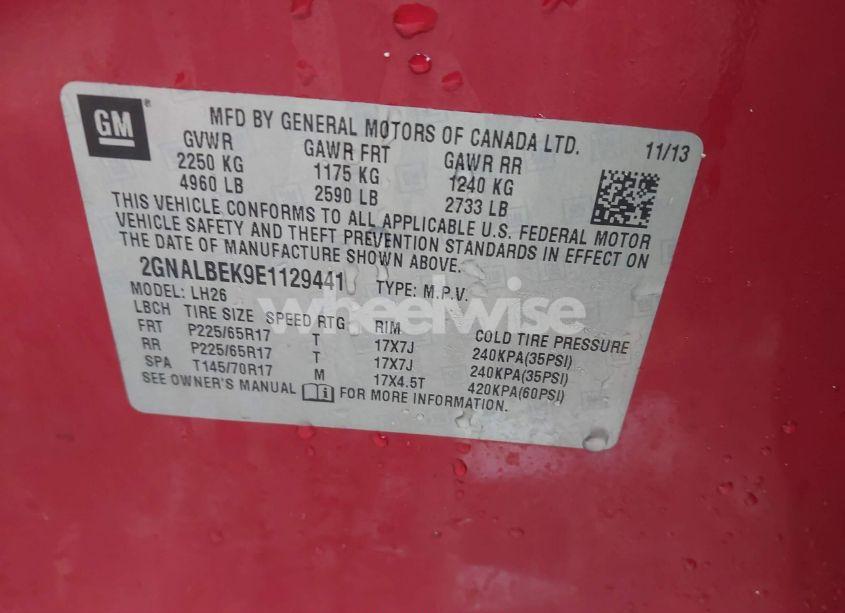 GM ®
MFD BY GENERAL MOTORS OF CANADA LTD. 11/13
GVWR GAWR FRT GAWR RR
2250 KG 1175 KG 1240 KG
4960 LB 2590 LB 2733 LB
THIS VEHICLE CONFORMS TO ALL APPLICABLE U.S. FEDERAL MOTOR
VEHICLE SAFETY AND THEFT PREVENTION STANDARDS IN EFFECT ON
THE DATE OF MANUFACTURE SHOWN ABOVE.
2GNALBEK9E1129441 TYPE: M.P.V.
MODEL: LH26
wheelwise
LBCH TIRE SIZE SPEED RTG RIM COLD TIRE PRESSURE
FRT P225/65R17 T 17X7J 240KPA(35PSI)
RR P225/65R17 T 17X7J 240KPA(35PSI)
SPA T145/70R17 M 17X4.5T 420KPA(60PSI)
SEE OWNER'S MANUAL i FOR MORE INFORMATION.